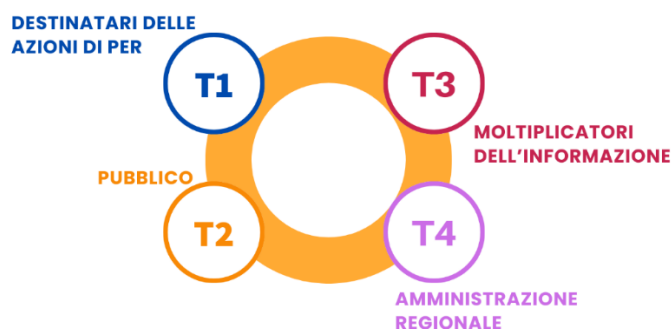 DESTINATARI DELLE
AZIONI DI PER
T1
T3
MOLTIPLICATORI
DELL'INFORMAZIONE
PUBBLICO
T2
T4
AMMINISTRAZIONE
REGIONALE